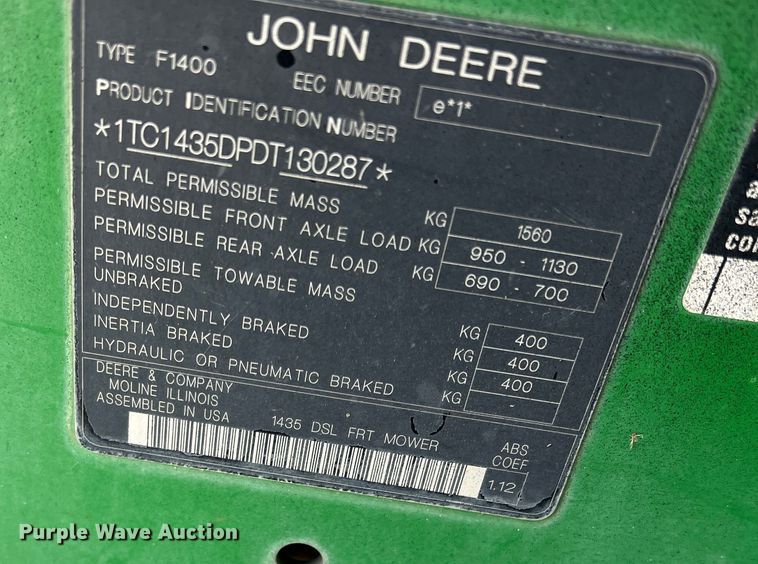 JOHN DEERE
TYPE F1400
EEC NUMBER e*1*
PRODUCT IDENTIFICATION NUMBER
*1TC1435DPDT130287*
TOTAL PERMISSIBLE MASS KG 1560
PERMISSIBLE FRONT AXLE LOAD KG 950 - 1130
PERMISSIBLE REAR AXLE LOAD KG 690 - 700
PERMISSIBLE TOWABLE MASS
UNBRAKED KG 400
INDEPENDENTLY BRAKED KG 400
INERTIA BRAKED KG 400
HYDRAULIC OR PNEUMATIC BRAKED KG -
DEERE & COMPANY
MOLINE ILLINOIS
ASSEMBLED IN USA
1435 DSL FRT MOWER
ABS
COEF
1.12
Purple Wave Auction